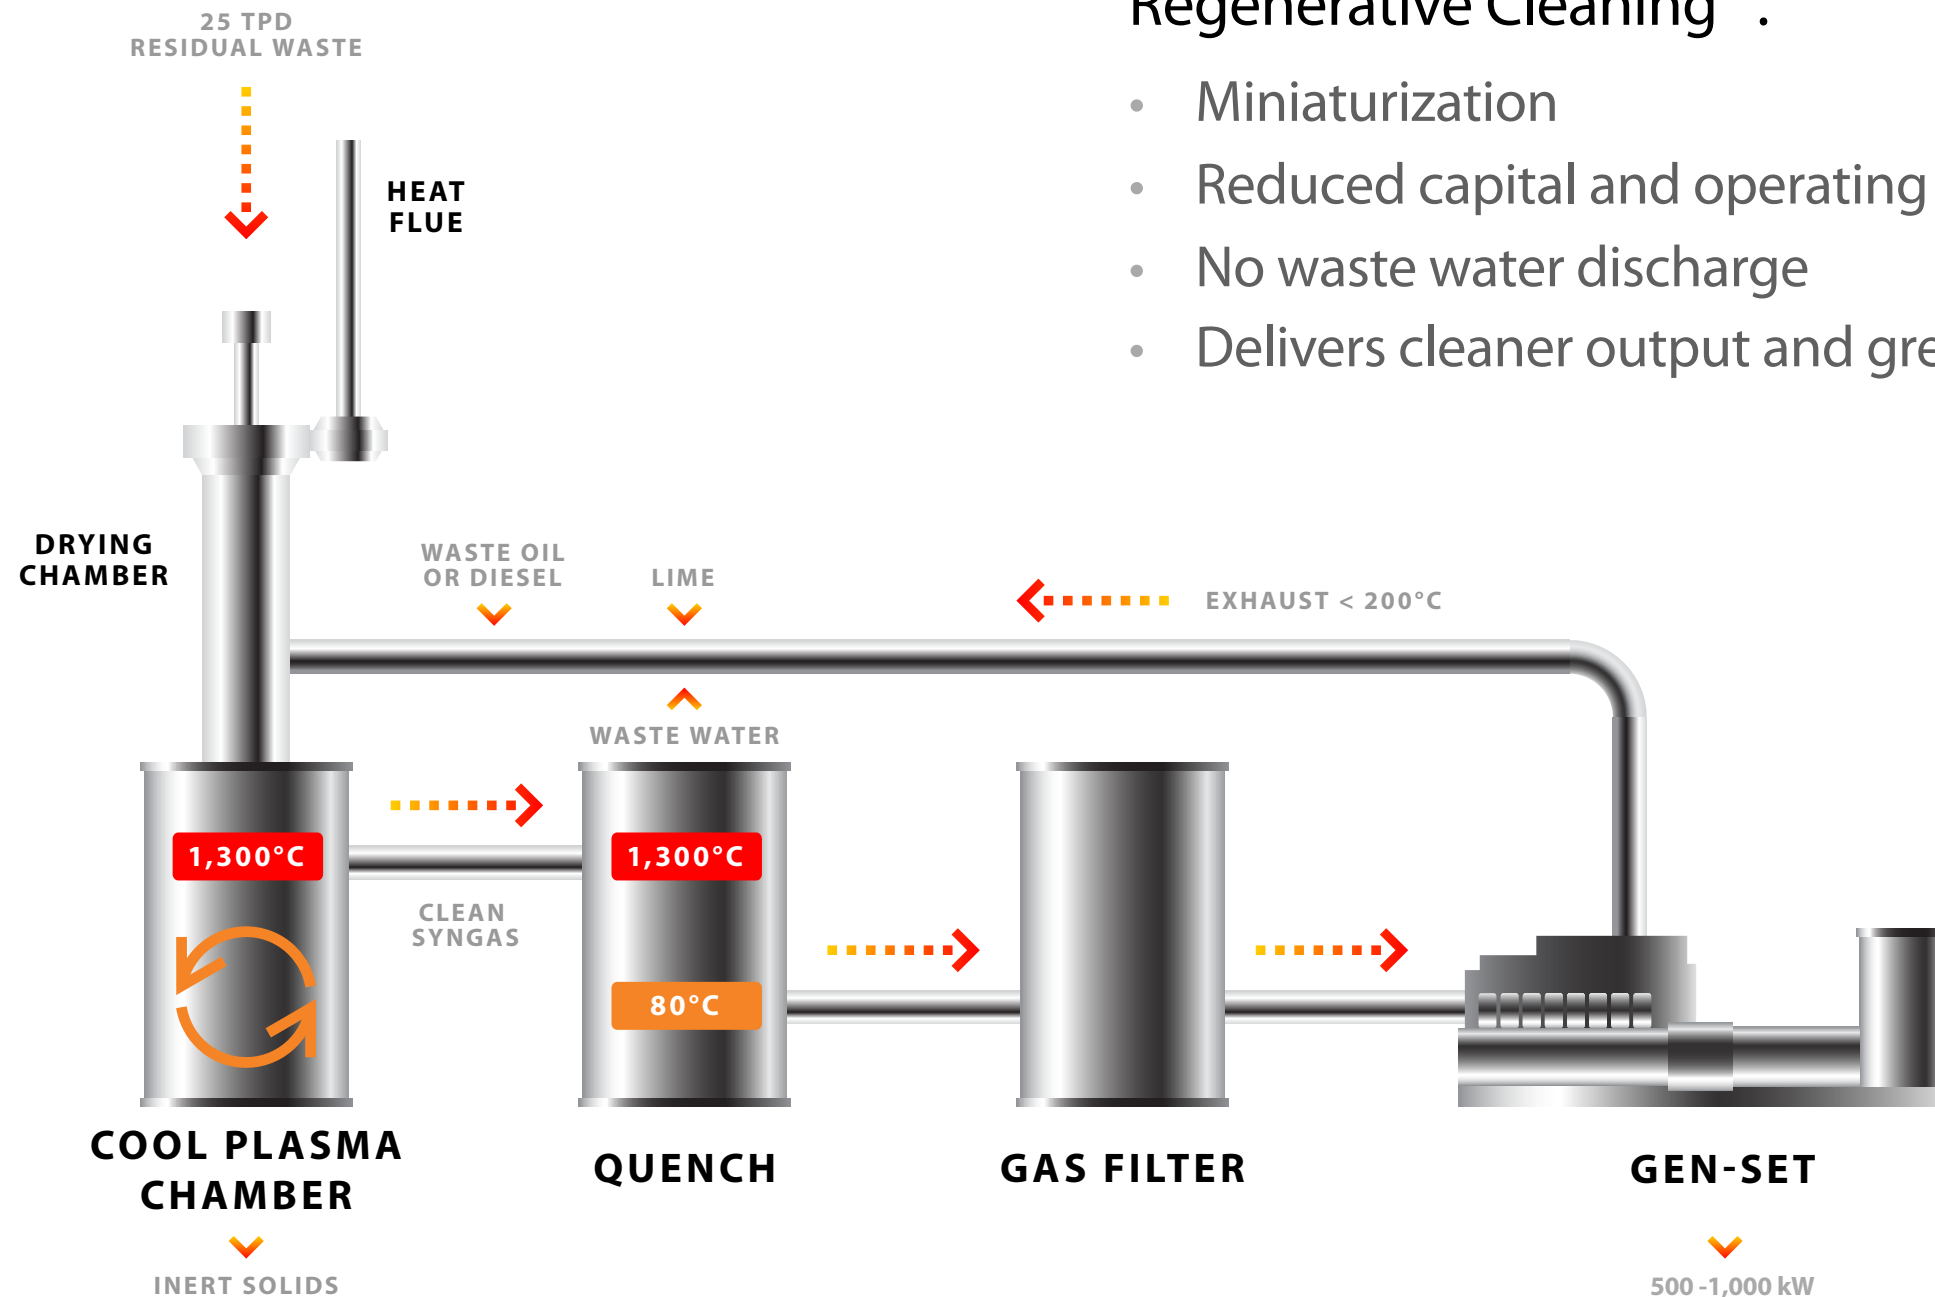 25 TPD
RESIDUAL WASTE
Regenerative Cleaning .
• Miniaturization
• Reduced capital and operating
• No waste water discharge
• Delivers cleaner output and gre
HEAT
FLUE
DRYING
CHAMBER
WASTE OIL
OR DIESEL
LIME
EXHAUST < 200°C
WASTE WATER
1,300°C
1,300°C
CLEAN
SYNGAS
80°C
COOL PLASMA
CHAMBER
QUENCH
GAS FILTER
GEN-SET
INERT SOLIDS
500 -1,000 kW